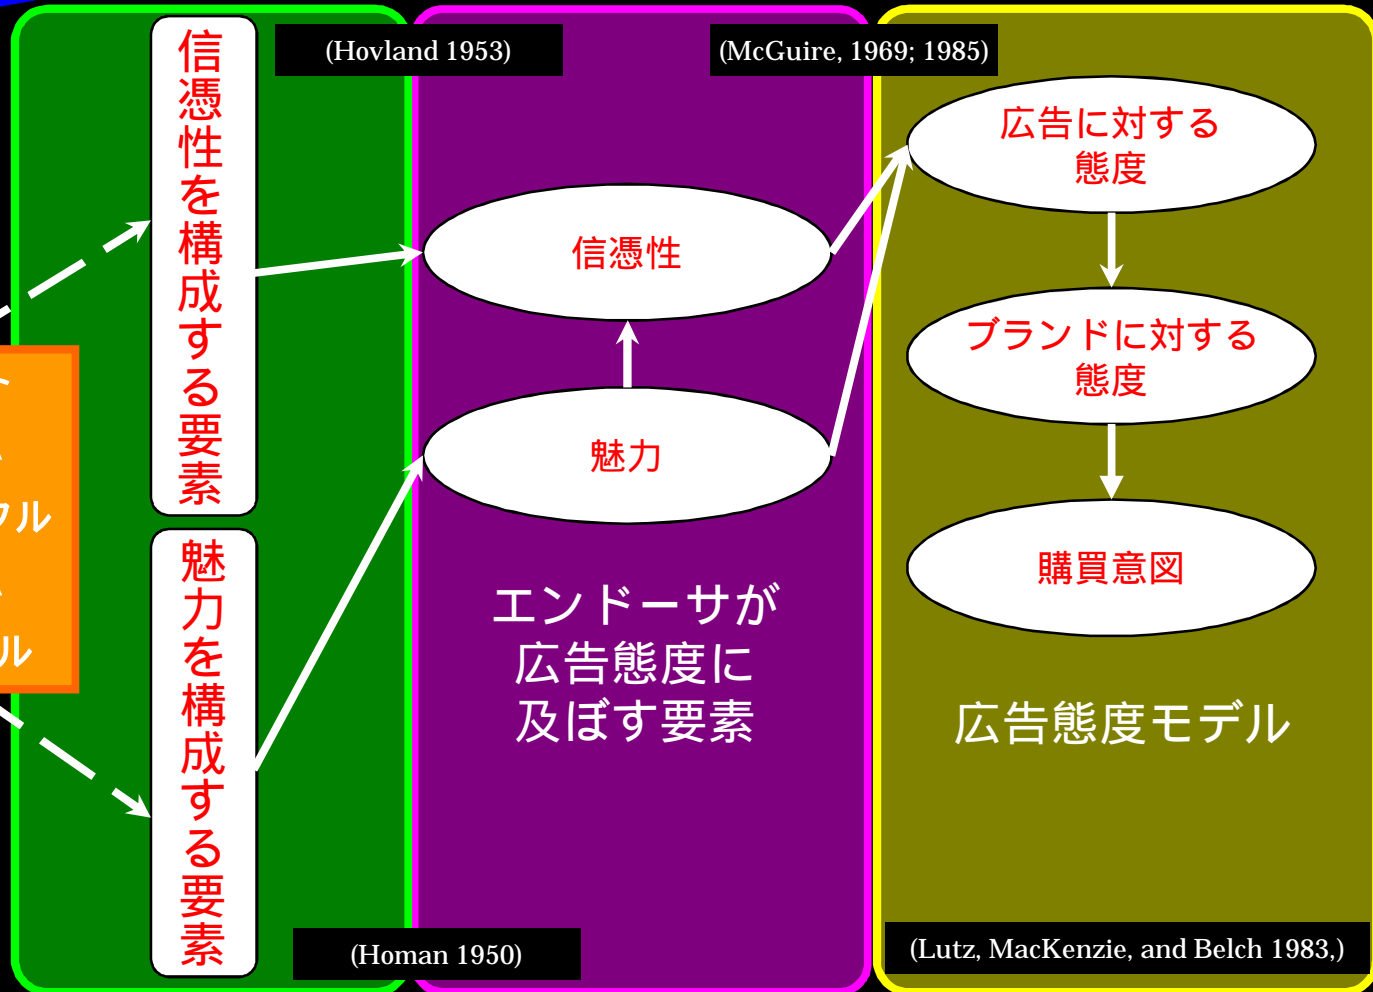 信憑性を構成する要素
魅力を構成する要素
(Hovland 1953)
(Homan 1950)
信憑性
魅力
エンドーサが
広告態度に
及ぼす要素
(McGuire, 1969; 1985)
広告に対する
態度
ブランドに対する
態度
購買意図
広告態度モデル
(Lutz, MacKenzie, and Belch 1983,)